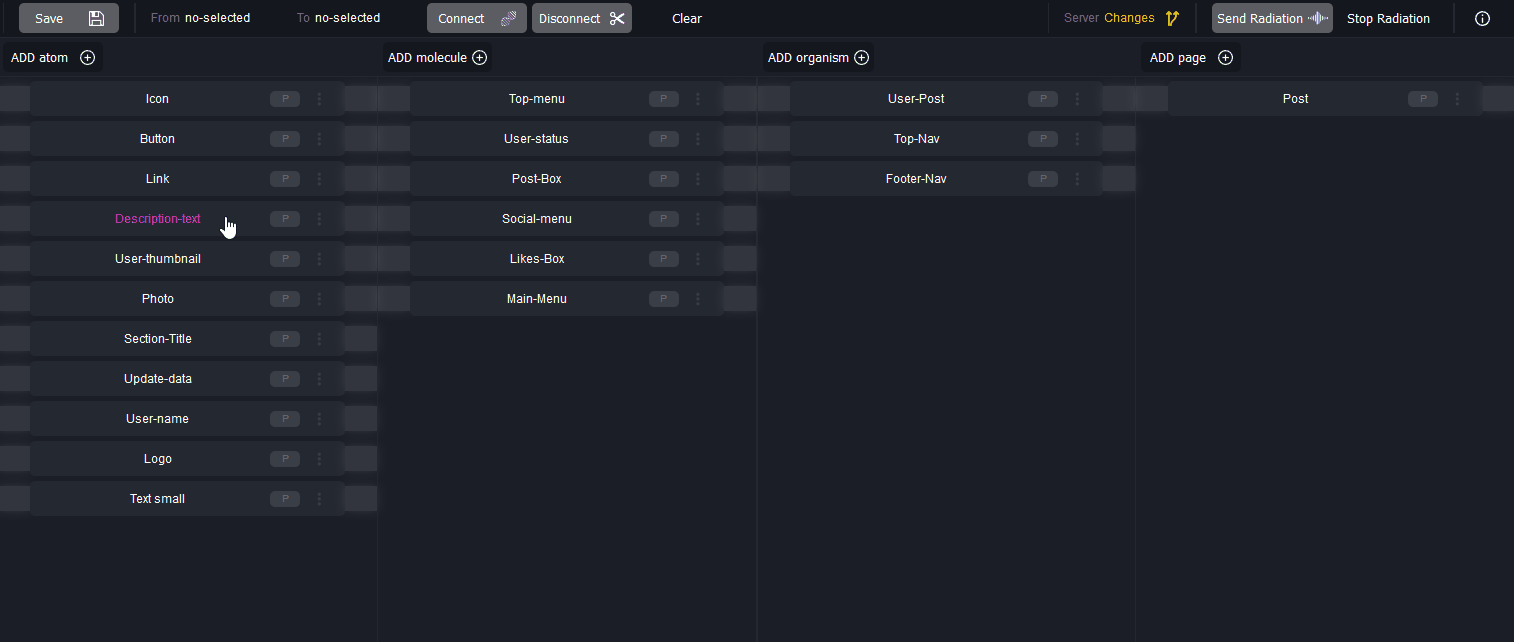 Save From no-selected To no-selected Connect Disconnect Clear Server Changes Send Radiation Stop Radiation
ADD atom ADD molecule ADD organism ADD page
Icon P Top-menu P User-Post P Post P
Button P User-status P Top-Nav P
Link P Post-Box P Footer-Nav P
Description-text P Social-menu P
User-thumbnail P Likes-Box P
Photo P Main-Menu P
Section-Title P
Update-data P
User-name P
Logo P
Text small P